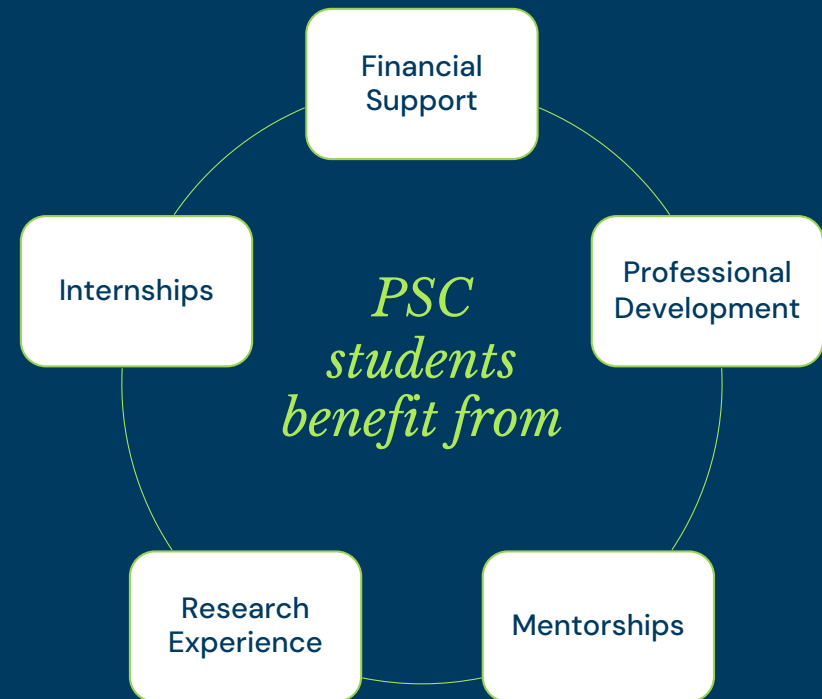 Financial
Support
Internships
Professional
Development
PSC
students
benefit from
Research
Experience
Mentorships